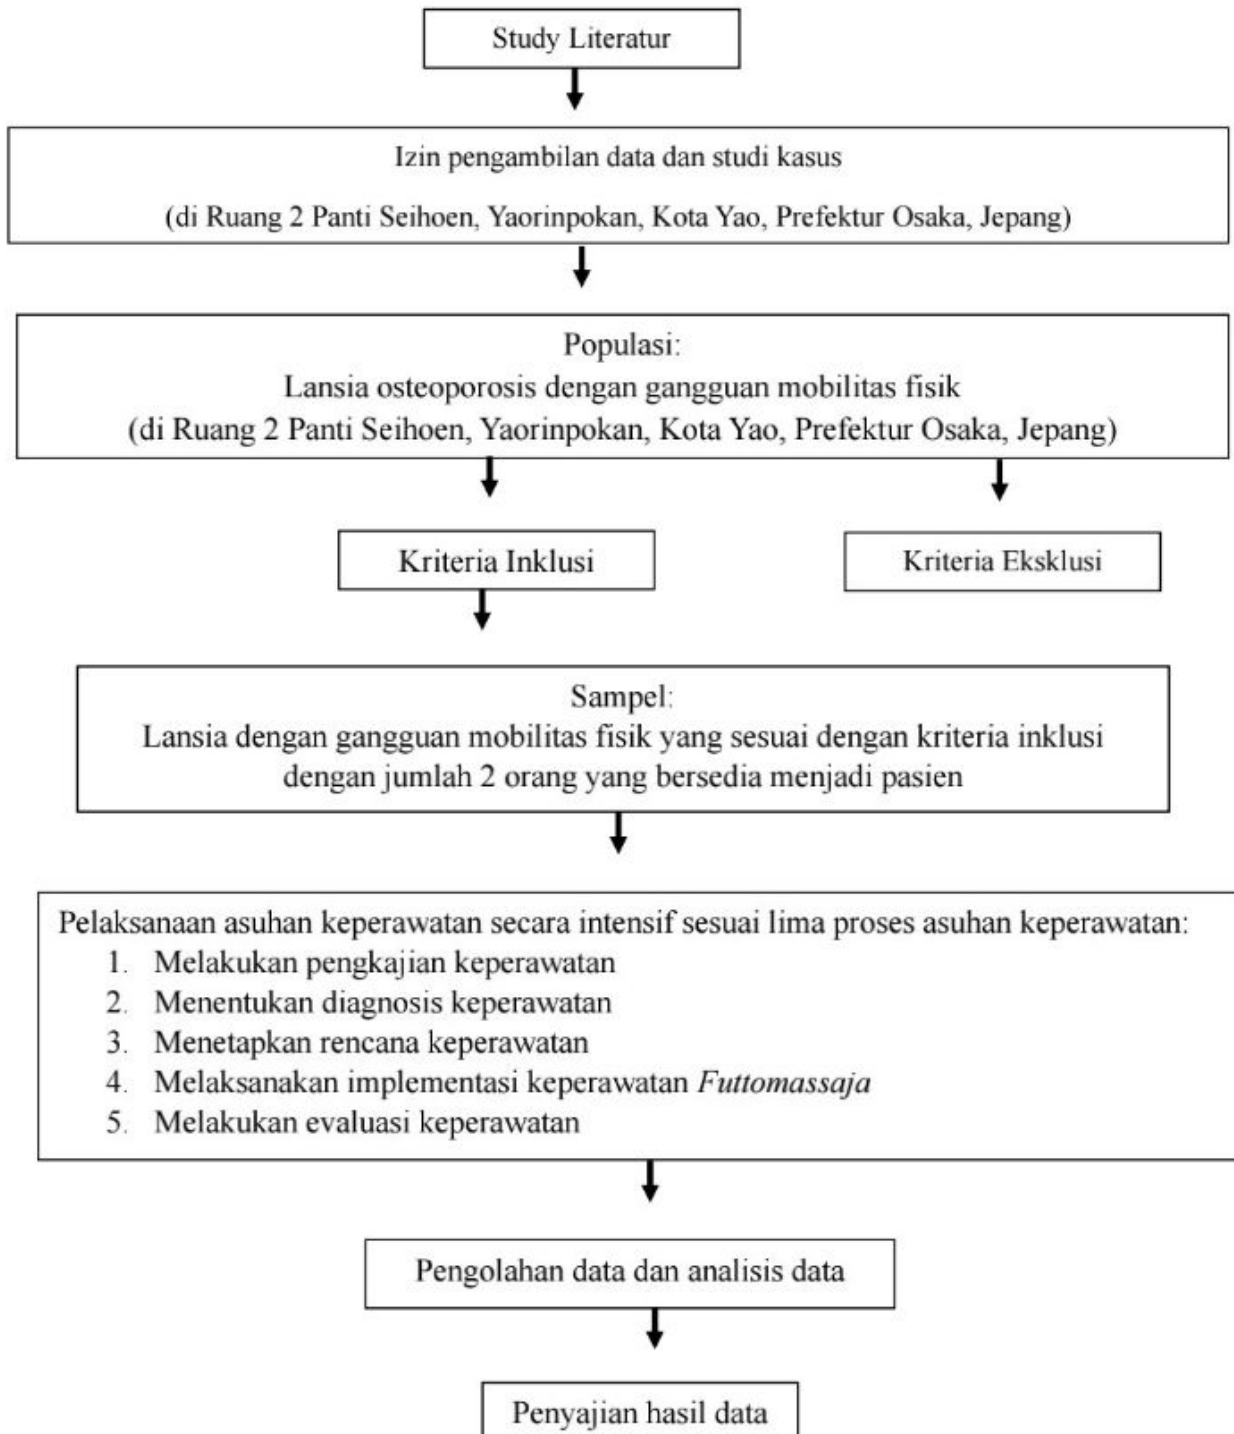 Study Literatur
Izin pengambilan data dan studi kasus
(di Ruang 2 Panti Seihoen, Yaorinpokan, Kota Yao, Prefektur Osaka, Jepang)
Populasi:
Lansia osteoporosis dengan gangguan mobilitas fisik
(di Ruang 2 Panti Seihoen, Yaorinpokan, Kota Yao, Prefektur Osaka, Jepang)
Kriteria Inklusi
Kriteria Eksklusi
Sampel:
Lansia dengan gangguan mobilitas fisik yang sesuai dengan kriteria inklusi
dengan jumlah 2 orang yang bersedia menjadi pasien
Pelaksanaan asuhan keperawatan secara intensif sesuai lima proses asuhan keperawatan:
1. Melakukan pengkajian keperawatan
2. Menentukan diagnosis keperawatan
3. Menetapkan rencana keperawatan
4. Melaksanakan implementasi keperawatan Futtomassaja
5. Melakukan evaluasi keperawatan
Pengolahan data dan analisis data
Penyajian hasil data